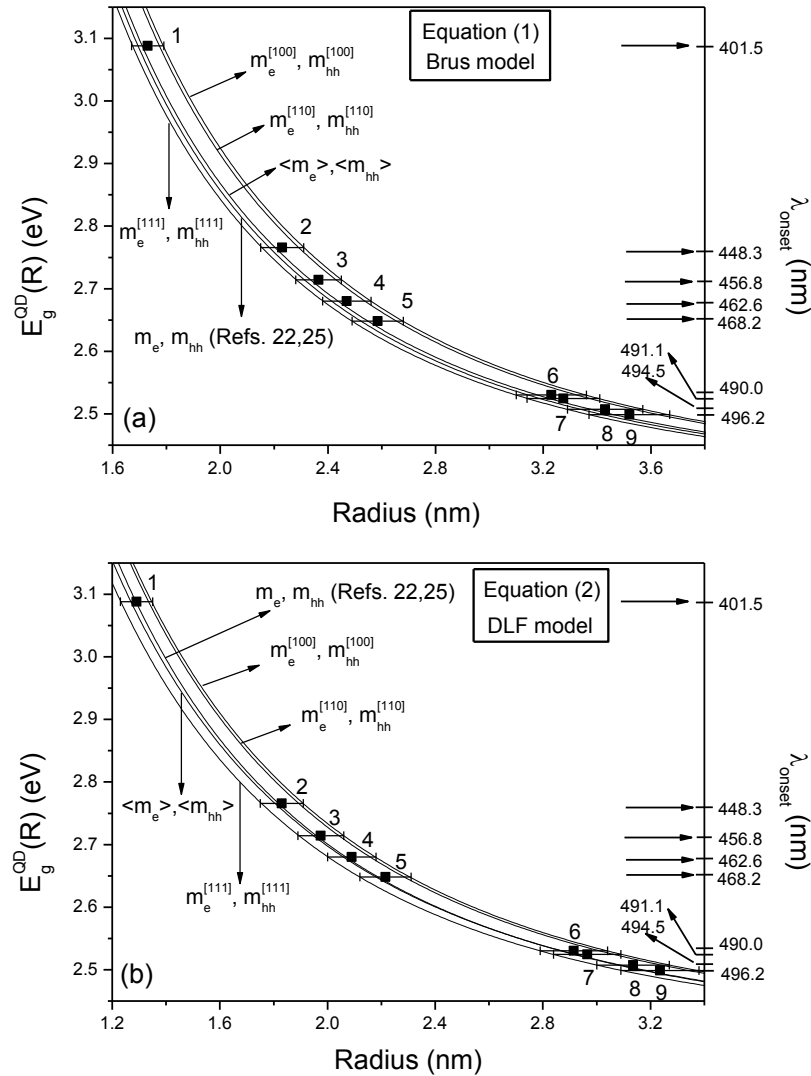 3.1
3.0
2.9
2.8
2.7
2.6
2.5
E_g^QD(R) (eV)
1
m_e^[100], m_hh^[100]
m_e^[110], m_hh^[110]
<m_e>,<m_hh>
m_e^[111], m_hh^[111]
m_e, m_hh (Refs. 22,25)
Equation (1)
Brus model
2
3
4
5
6
7
8
9
(a)
401.5
448.3
456.8
462.6
468.2
491.1
494.5
490.0
496.2
λ_onset (nm)
1.6 2.0 2.4 2.8 3.2 3.6
Radius (nm)
3.1
3.0
2.9
2.8
2.7
2.6
2.5
E_g^QD(R) (eV)
1
m_e, m_hh (Refs. 22,25)
m_e^[100], m_hh^[100]
m_e^[110], m_hh^[110]
<m_e>,<m_hh>
m_e^[111], m_hh^[111]
Equation (2)
DLF model
2
3
4
5
6
7
8
9
(b)
401.5
448.3
456.8
462.6
468.2
491.1
494.5
490.0
496.2
λ_onset (nm)
1.2 1.6 2.0 2.4 2.8 3.2
Radius (nm)